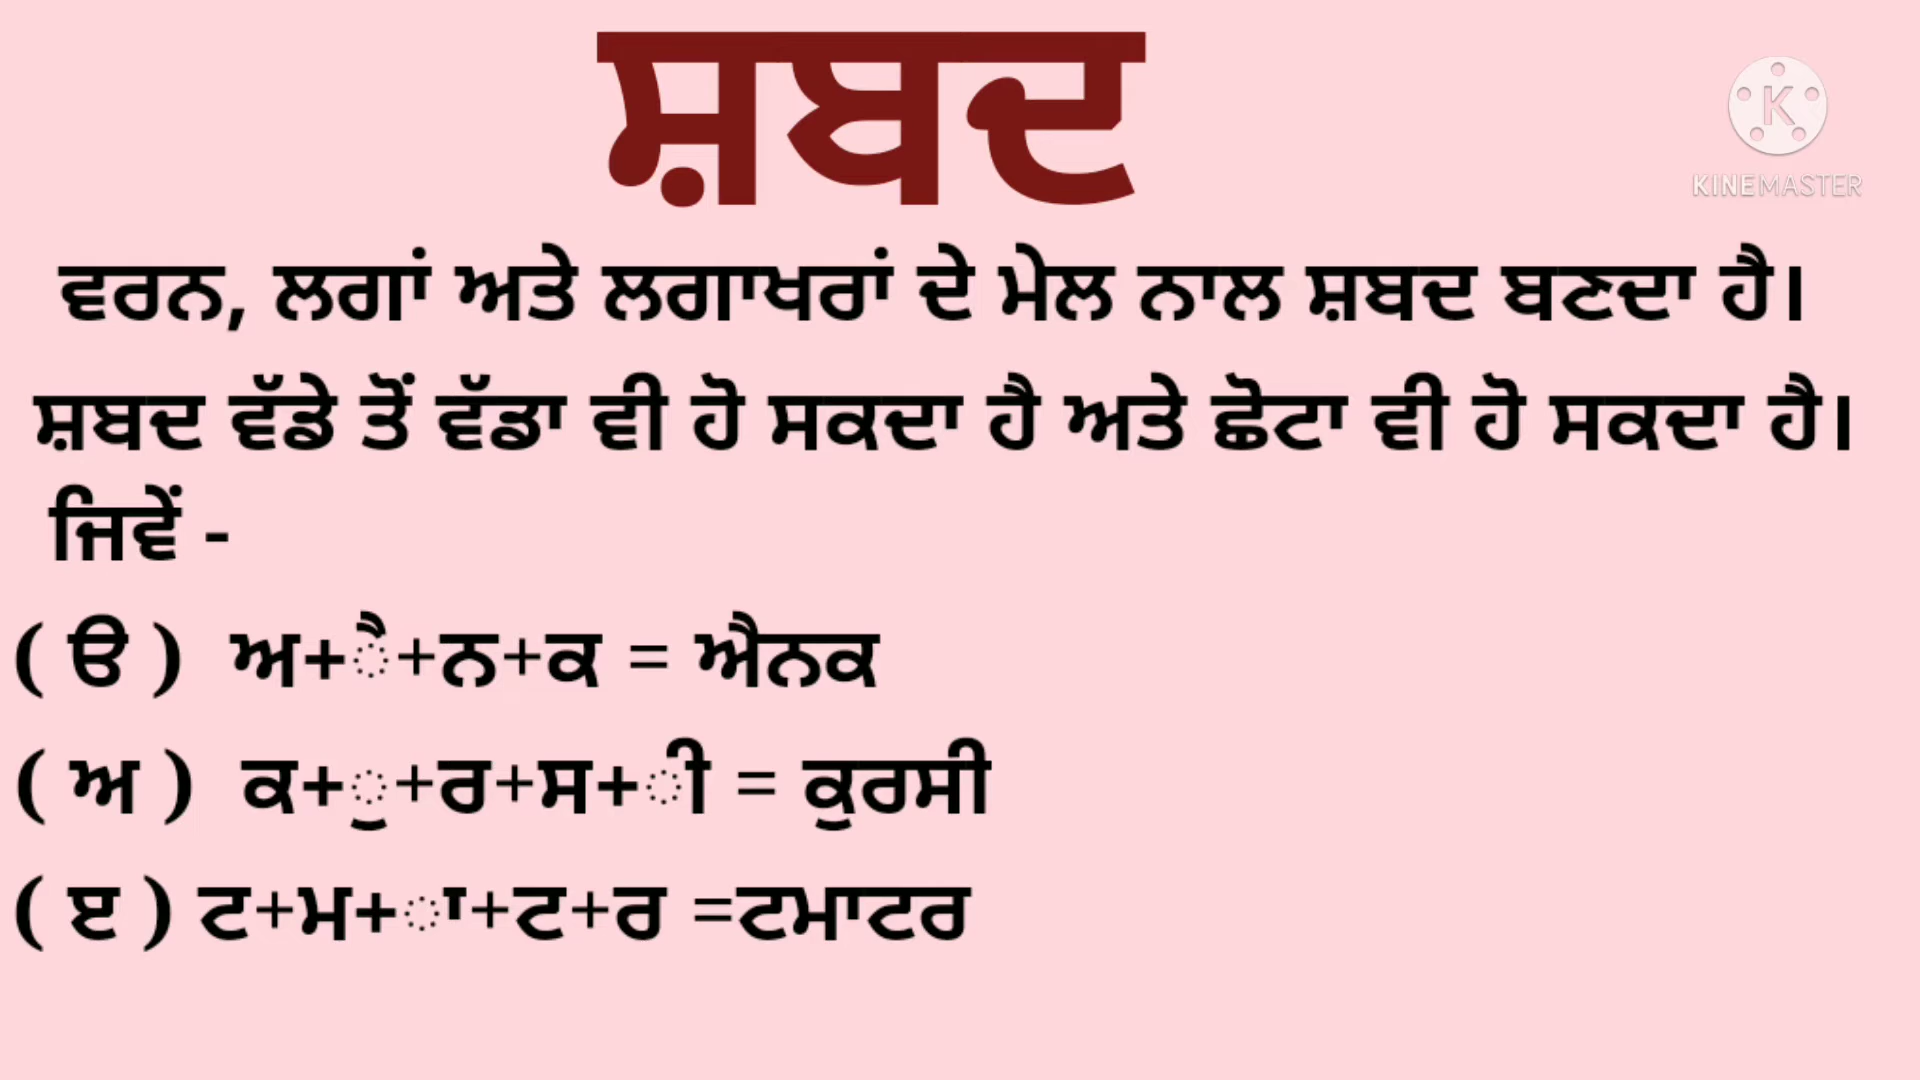 ਸ਼ਬਦ
KINEMASTER
ਵਰਨ, ਲਗਾਂ ਅਤੇ ਲਗਾਖਰਾਂ ਦੇ ਮੇਲ ਨਾਲ ਸ਼ਬਦ ਬਣਦਾ ਹੈ।
ਸ਼ਬਦ ਵੱਡੇ ਤੋਂ ਵੱਡਾ ਵੀ ਹੋ ਸਕਦਾ ਹੈ ਅਤੇ ਛੋਟਾ ਵੀ ਹੋ ਸਕਦਾ ਹੈ।
ਜਿਵੇਂ -
( ੳ ) ਅ+ੈ+ਨ+ਕ = ਐਨਕ
( ਅ ) ਕ+ੁ+ਰ+ਸ+ੀ = ਕੁਰਸੀ
( ੲ ) ਟ+ਮ+ਾ+ਟ+ਰ =ਟਮਾਟਰ